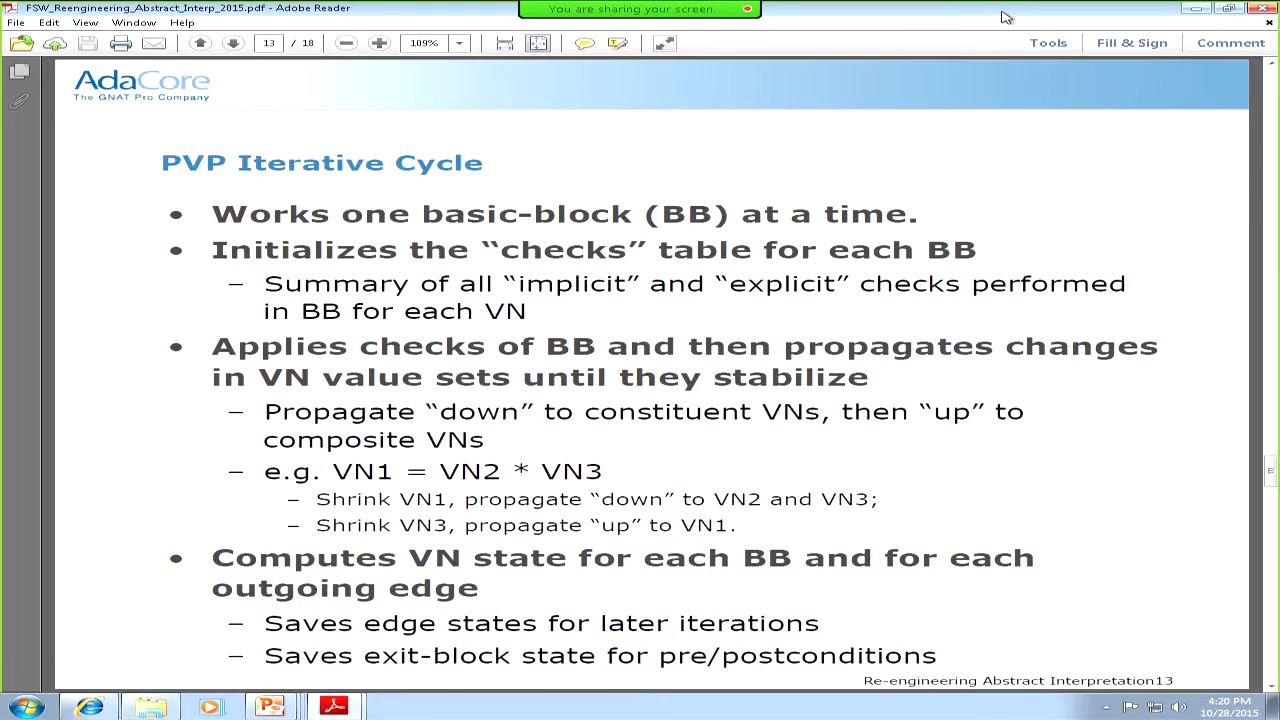 FSW_Reengineering_Abstract_Interp_2015.pdf - Adobe Reader
You are sharing your screen.
File Edit View Window Help
13 / 18 109% Tools Fill & Sign Comment
AdaCore
The GNAT Pro Company
PVP Iterative Cycle
• Works one basic-block (BB) at a time.
• Initializes the “checks” table for each BB
– Summary of all “implicit” and “explicit” checks performed
in BB for each VN
• Applies checks of BB and then propagates changes
in VN value sets until they stabilize
– Propagate “down” to constituent VNs, then “up” to
composite VNs
– e.g. VN1 = VN2 * VN3
– Shrink VN1, propagate “down” to VN2 and VN3;
– Shrink VN3, propagate “up” to VN1.
• Computes VN state for each BB and for each
outgoing edge
– Saves edge states for later iterations
– Saves exit-block state for pre/postconditions
Re-engineering Abstract Interpretation13
4:20 PM
10/28/2015